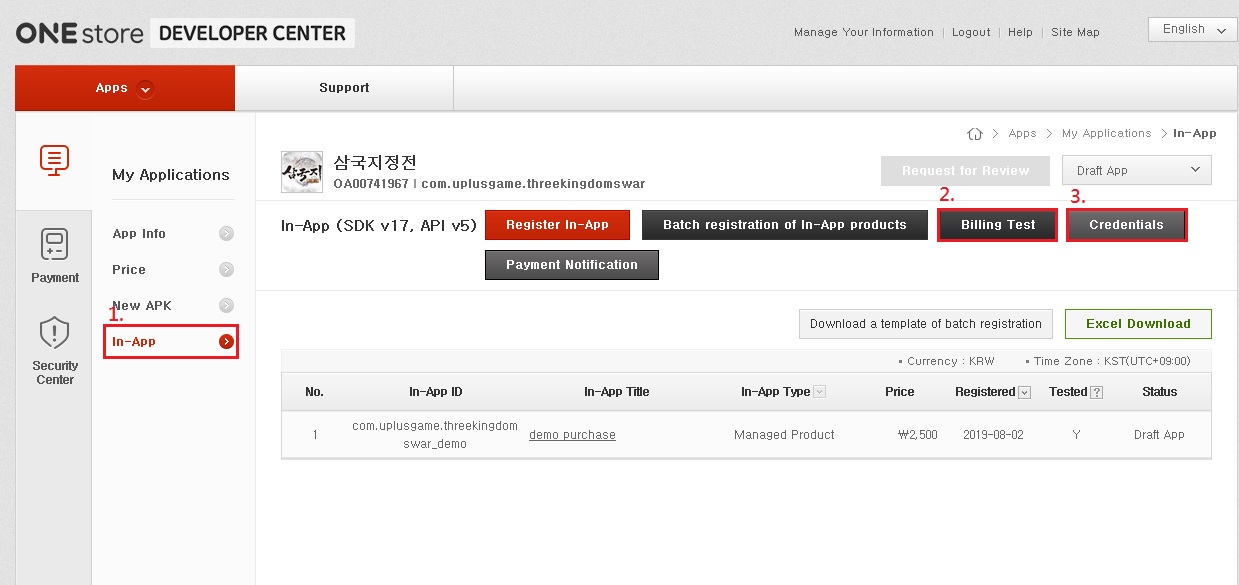 ONE store DEVELOPER CENTER
Manage Your Information | Logout | Help | Site Map
English
Apps
Support
Apps > My Applications > In-App
My Applications
App Info
Price
New APK
1.
In-App
Payment
Security
Center
삼국지
삼국지정전
OA00741967 | com.uplusgame.threekingdomswar
Request for Review
Draft App
2.
3.
In-App (SDK v17, API v5)
Register In-App
Batch registration of In-App products
Billing Test
Credentials
Payment Notification
Download a template of batch registration
Excel Download
• Currency : KRW • Time Zone : KST(UTC+09:00)
No. In-App ID In-App Title In-App Type Price Registered Tested ? Status
1 com.uplusgame.threekingdom
swar_demo demo purchase Managed Product ₩2,500 2019-08-02 Y Draft App